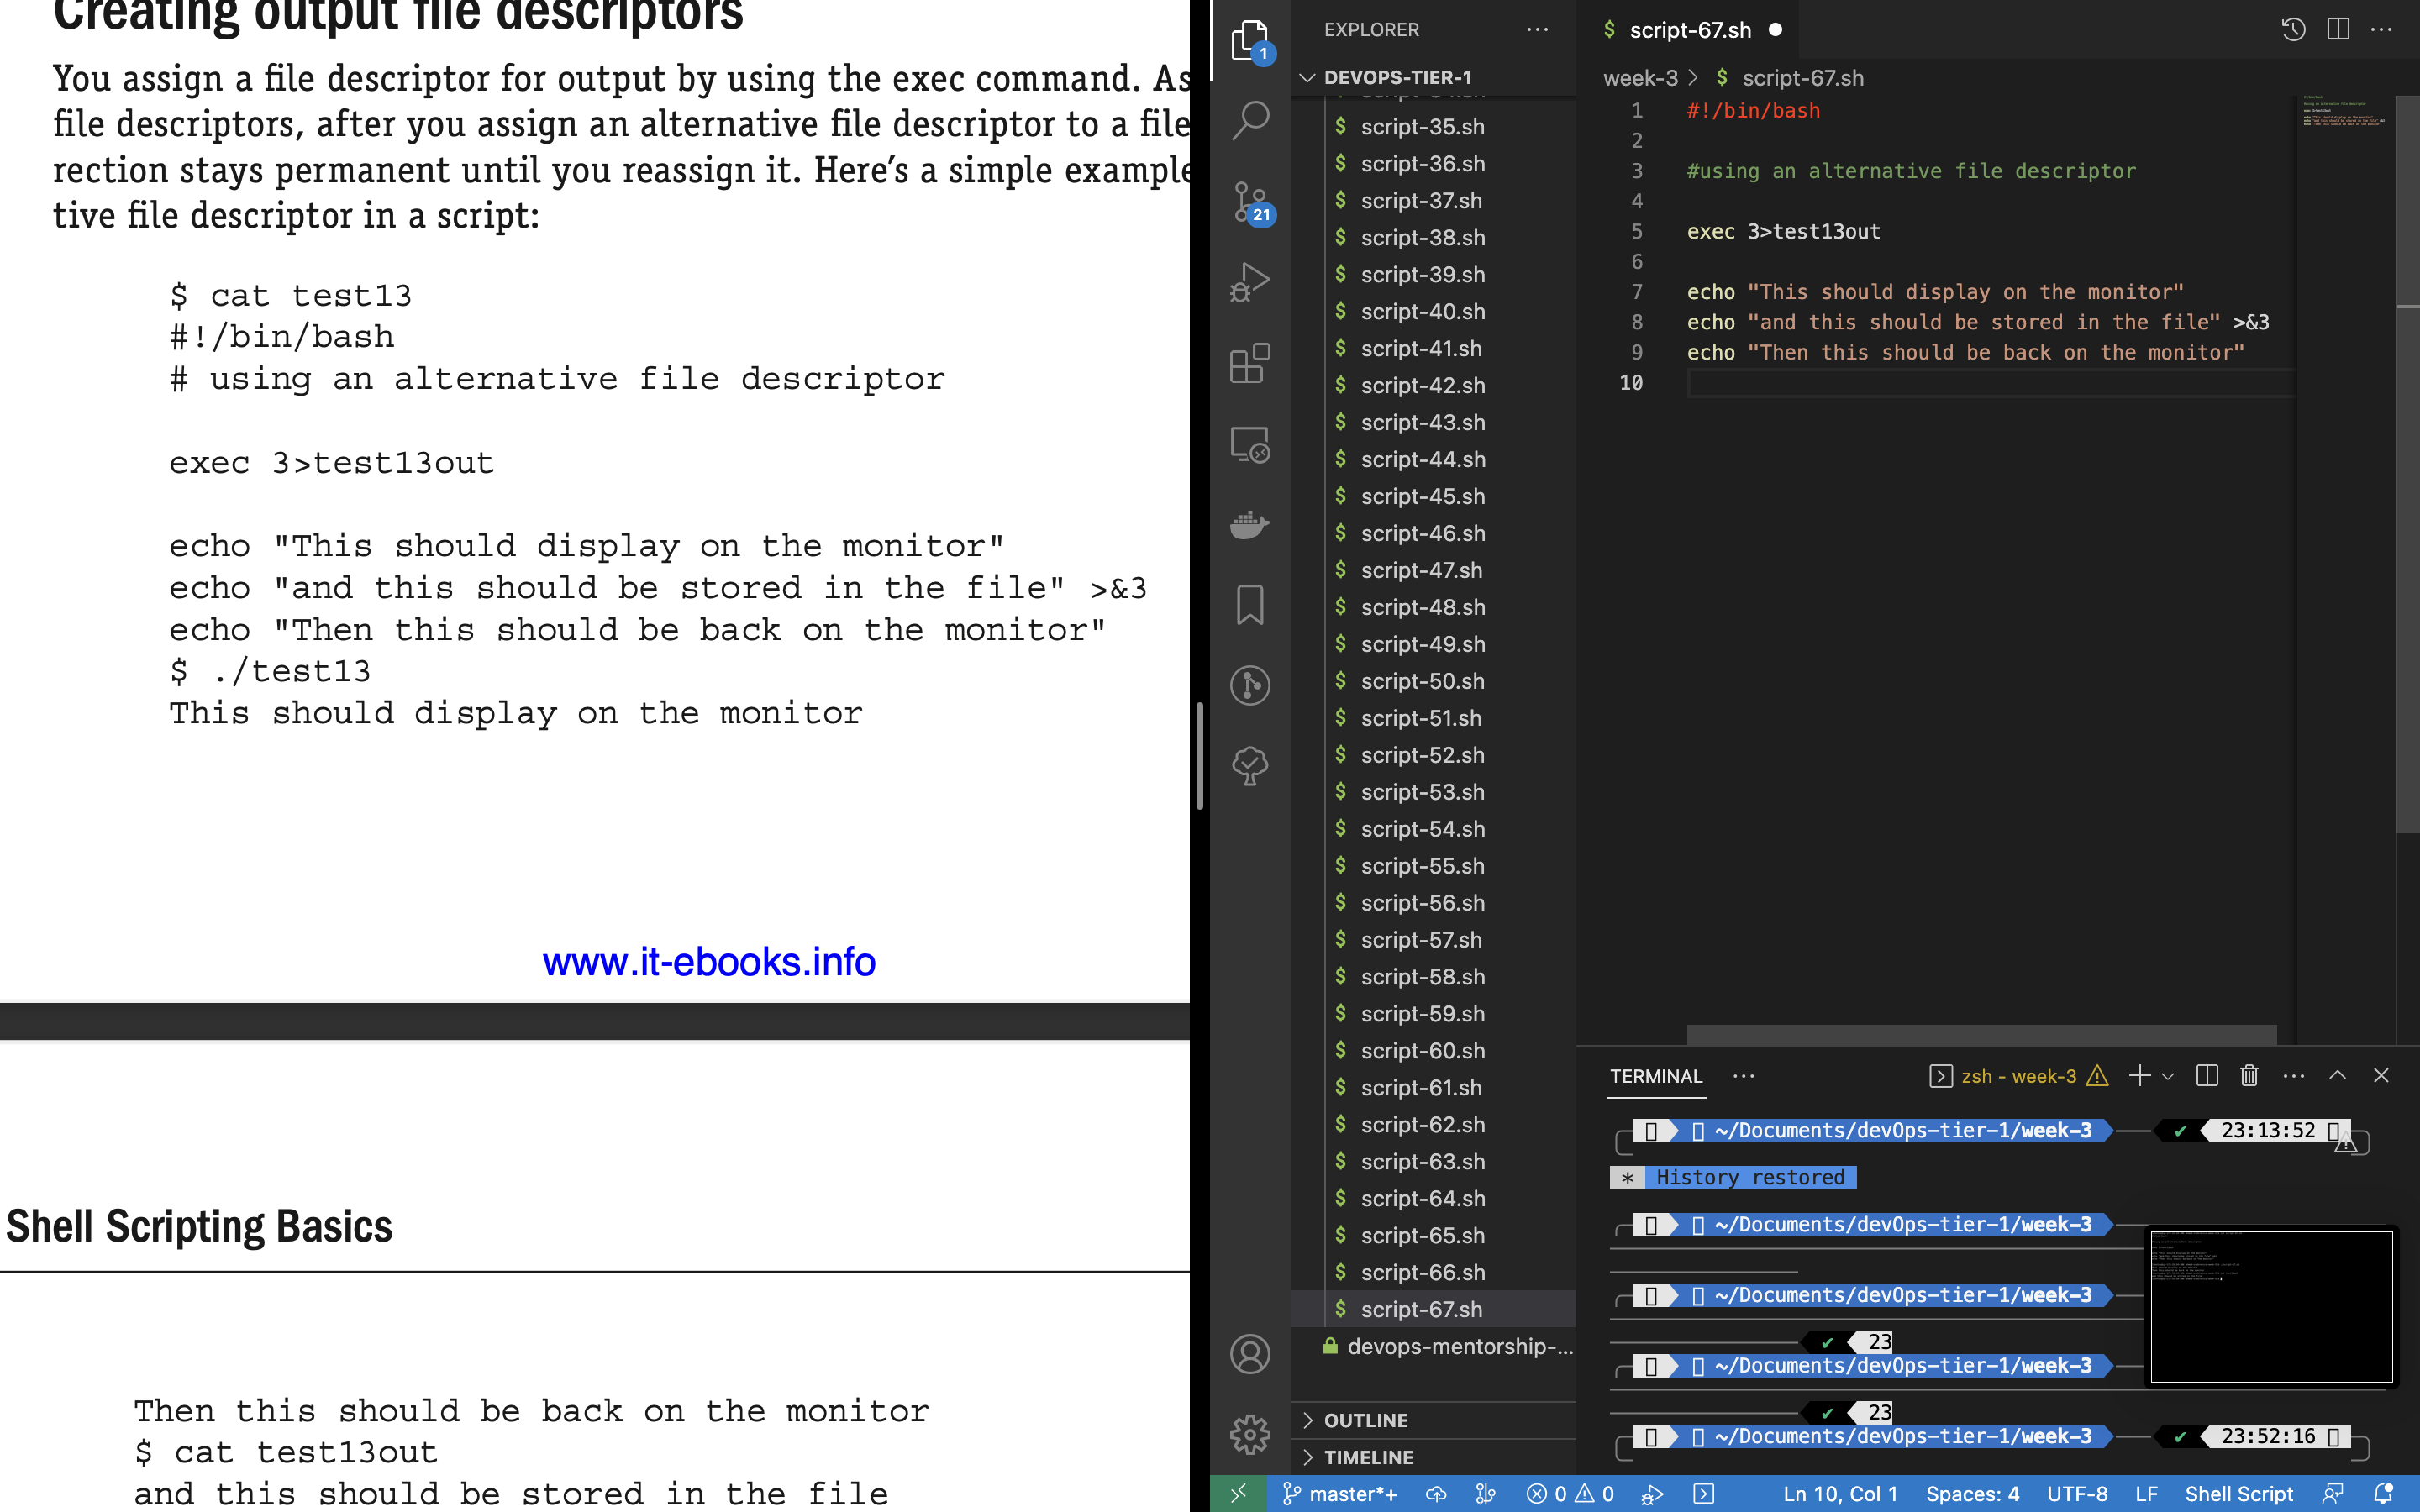 Creating output file descriptors
You assign a file descriptor for output by using the exec command. As
file descriptors, after you assign an alternative file descriptor to a file
rection stays permanent until you reassign it. Here's a simple example
tive file descriptor in a script:
$ cat test13
#!/bin/bash
# using an alternative file descriptor
exec 3>test13out
echo "This should display on the monitor"
echo "and this should be stored in the file" >&3
echo "Then this should be back on the monitor"
$ ./test13
This should display on the monitor
www.it-ebooks.info
Shell Scripting Basics
Then this should be back on the monitor
$ cat test13out
and this should be stored in the file
1
21
EXPLORER
DEVOPS-TIER-1
$ script-35.sh
$ script-36.sh
$ script-37.sh
$ script-38.sh
$ script-39.sh
$ script-40.sh
$ script-41.sh
$ script-42.sh
$ script-43.sh
$ script-44.sh
$ script-45.sh
$ script-46.sh
$ script-47.sh
$ script-48.sh
$ script-49.sh
$ script-50.sh
$ script-51.sh
$ script-52.sh
$ script-53.sh
$ script-54.sh
$ script-55.sh
$ script-56.sh
$ script-57.sh
$ script-58.sh
$ script-59.sh
$ script-60.sh
$ script-61.sh
$ script-62.sh
$ script-63.sh
$ script-64.sh
$ script-65.sh
$ script-66.sh
$ script-67.sh
devops-mentorship-...
OUTLINE
TIMELINE
$ script-67.sh
week-3 > $ script-67.sh
1 #!/bin/bash
2
3 #using an alternative file descriptor
4
5 exec 3>test13out
6
7 echo "This should display on the monitor"
8 echo "and this should be stored in the file" >&3
9 echo "Then this should be back on the monitor"
10
TERMINAL
zsh - week-3
~/Documents/devOps-tier-1/week-3 ✔ 23:13:52
* History restored
~/Documents/devOps-tier-1/week-3
~/Documents/devOps-tier-1/week-3
✔ 23
~/Documents/devOps-tier-1/week-3
✔ 23
~/Documents/devOps-tier-1/week-3 ✔ 23:52:16
master*+ 0 0 Ln 10, Col 1 Spaces: 4 UTF-8 LF Shell Script